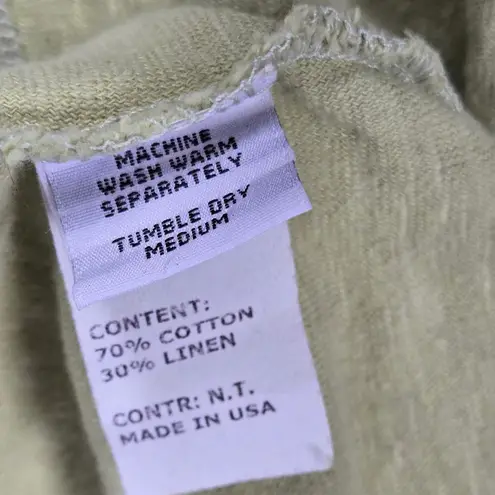 MACHINE
WASH WARM
SEPARATELY
TUMBLE DRY
MEDIUM
CONTENT:
70% COTTON
30% LINEN
CONTR: N.T.
MADE IN USA